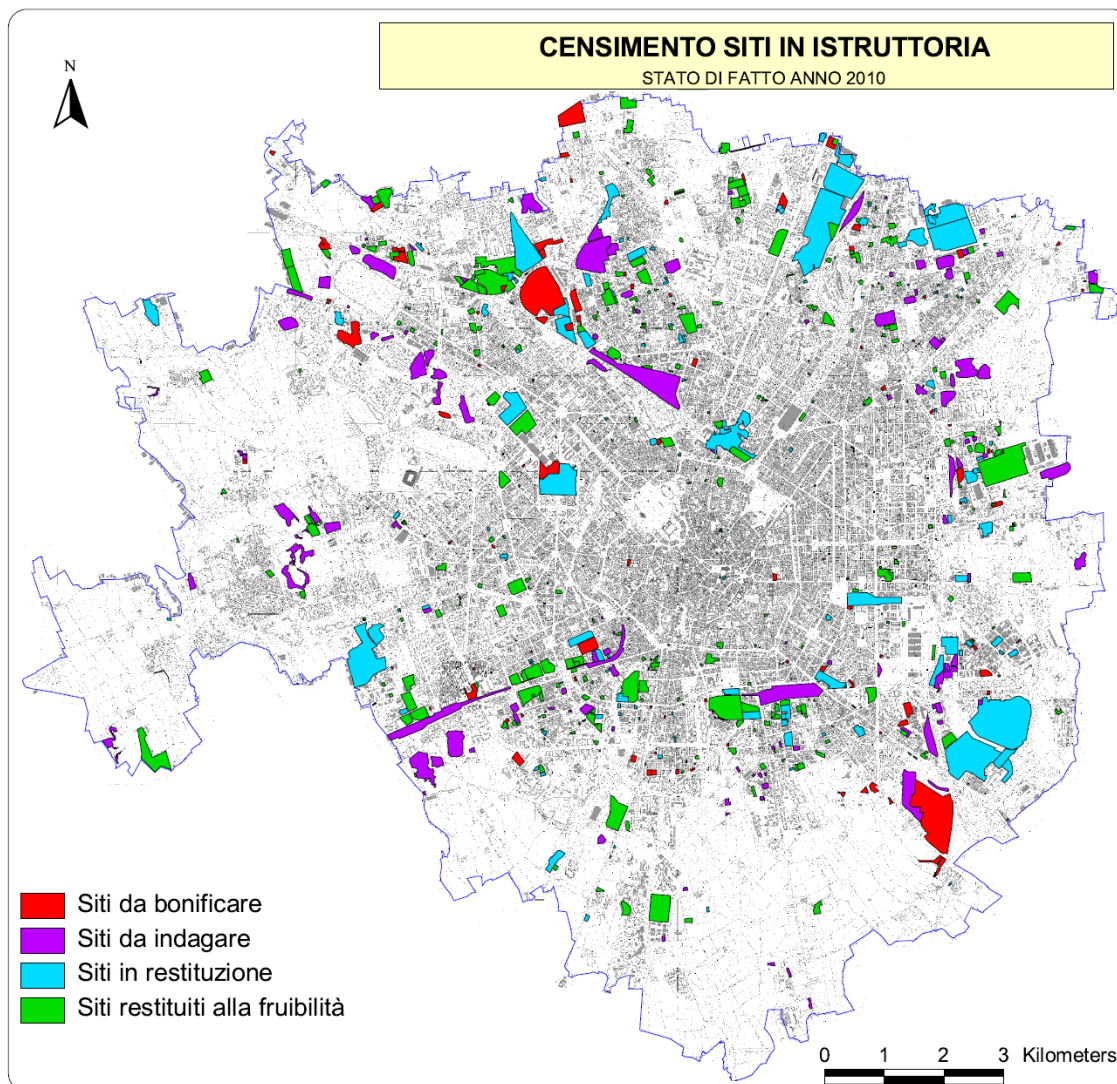 CENSIMENTO SITI IN ISTRUTTORIA
STATO DI FATTO ANNO 2010
N
Siti da bonificare
Siti da indagare
Siti in restituzione
Siti restituiti alla fruibilità
0 1 2 3 Kilometers